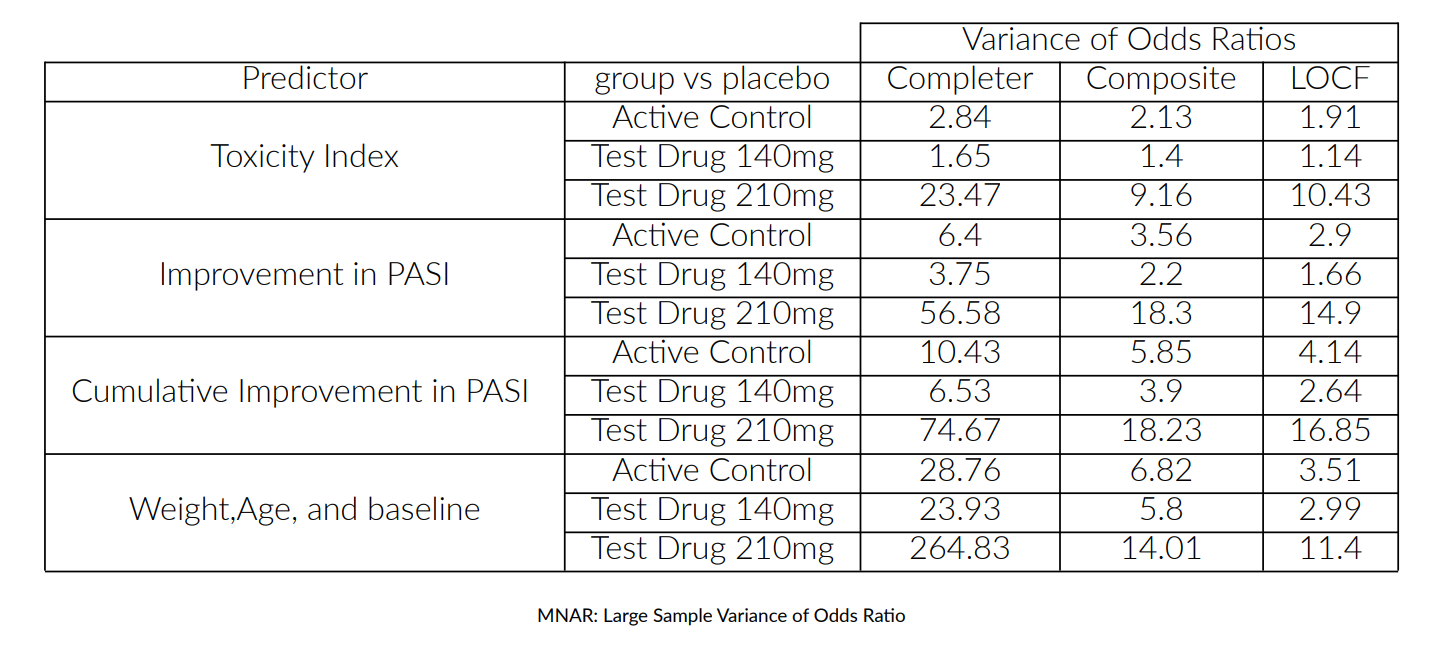 Variance of Odds Ratios
Predictor group vs placebo Completer Composite LOCF
Active Control 2.84 2.13 1.91
Toxicity Index Test Drug 140mg 1.65 1.4 1.14
Test Drug 210mg 23.47 9.16 10.43
Active Control 6.4 3.56 2.9
Improvement in PASI Test Drug 140mg 3.75 2.2 1.66
Test Drug 210mg 56.58 18.3 14.9
Active Control 10.43 5.85 4.14
Cumulative Improvement in PASI Test Drug 140mg 6.53 3.9 2.64
Test Drug 210mg 74.67 18.23 16.85
Active Control 28.76 6.82 3.51
Weight,Age, and baseline Test Drug 140mg 23.93 5.8 2.99
Test Drug 210mg 264.83 14.01 11.4
MNAR: Large Sample Variance of Odds Ratio